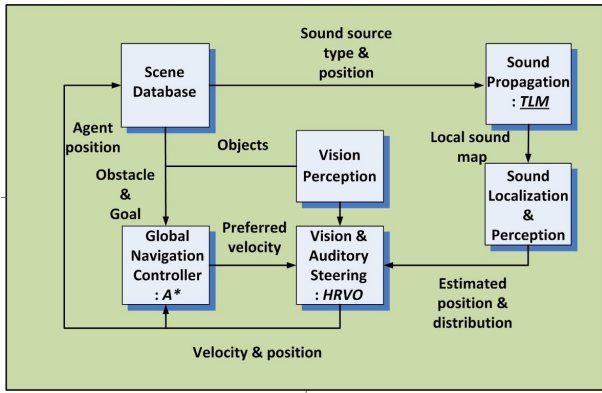 Sound source
type &
position
Scene
Database
Sound
Propagation
: TLM
Agent
position
Objects
Vision
Perception
Local sound
map
Obstacle
&
Goal
Sound
Localization
&
Perception
Preferred
velocity
Global
Navigation
Controller
: A*
Vision &
Auditory
Steering
: HRVO
Estimated
position &
distribution
Velocity & position